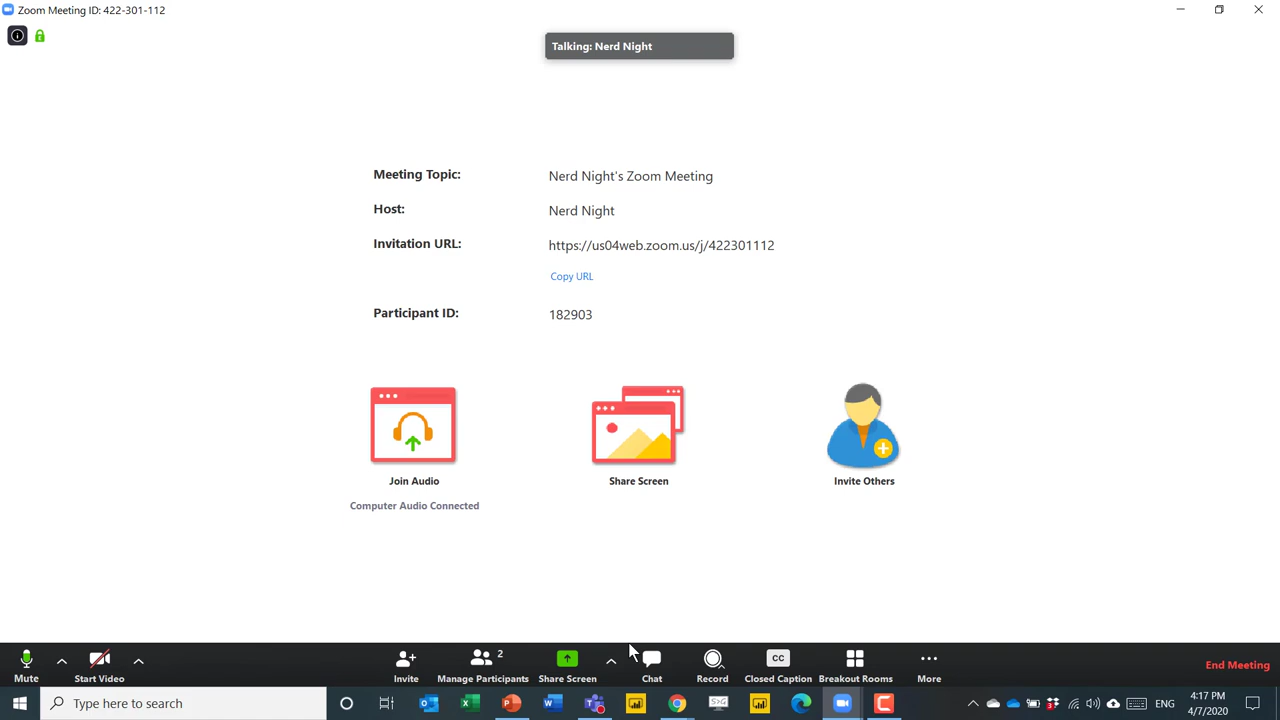 Zoom Meeting ID: 422-301-112
Talking: Nerd Night
Meeting Topic: Nerd Night's Zoom Meeting
Host: Nerd Night
Invitation URL: https://us04web.zoom.us/j/422301112
Copy URL
Participant ID: 182903
Join Audio Share Screen Invite Others
Computer Audio Connected
2
CC
Mute Start Video Invite Manage Participants Share Screen Chat Record Closed Caption Breakout Rooms More End Meeting
Type here to search ENG 4:17 PM
4/7/2020